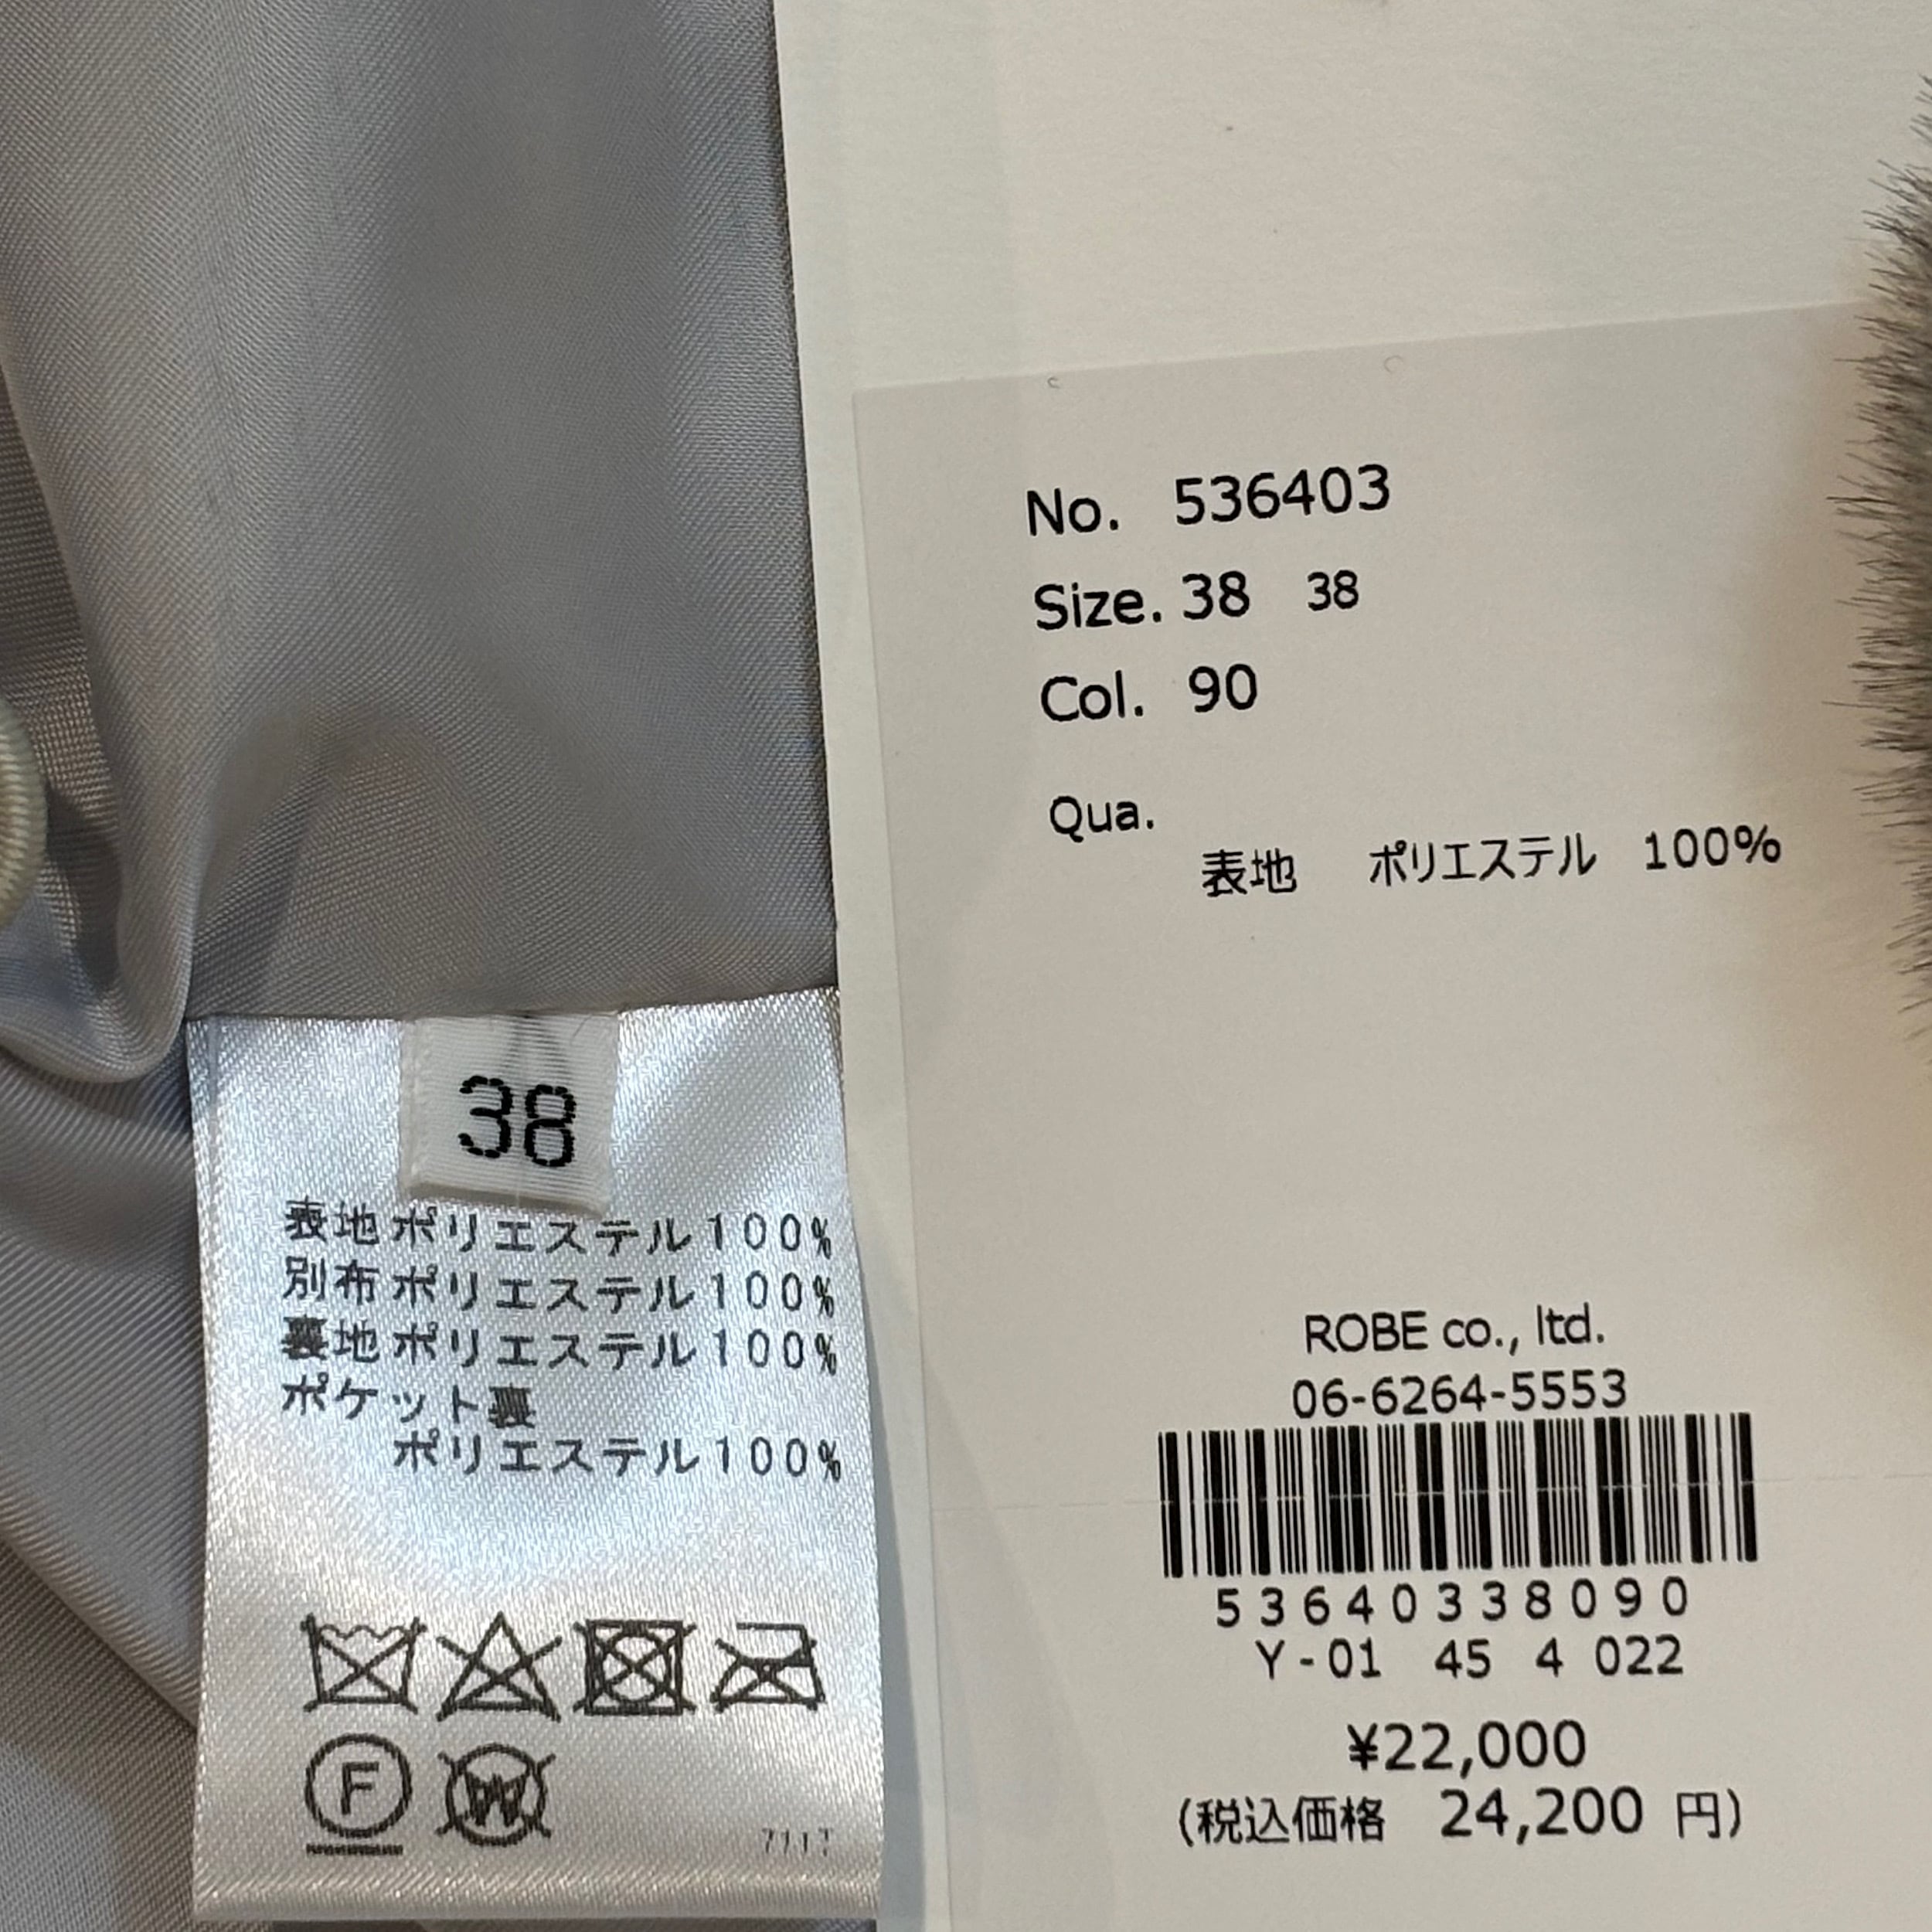 38
表地ポリエステル100%
別布ポリエステル100%
裏地ポリエステル100%
ポケット裏
ポリエステル100%
F
W
No. 536403
Size. 38 38
Col. 90
Qua.
表地 ポリエステル 100%
ROBE co., ltd.
06-6264-5553
53640338090
Y-01 45 4 022
¥22,000
(税込価格 24,200 円)